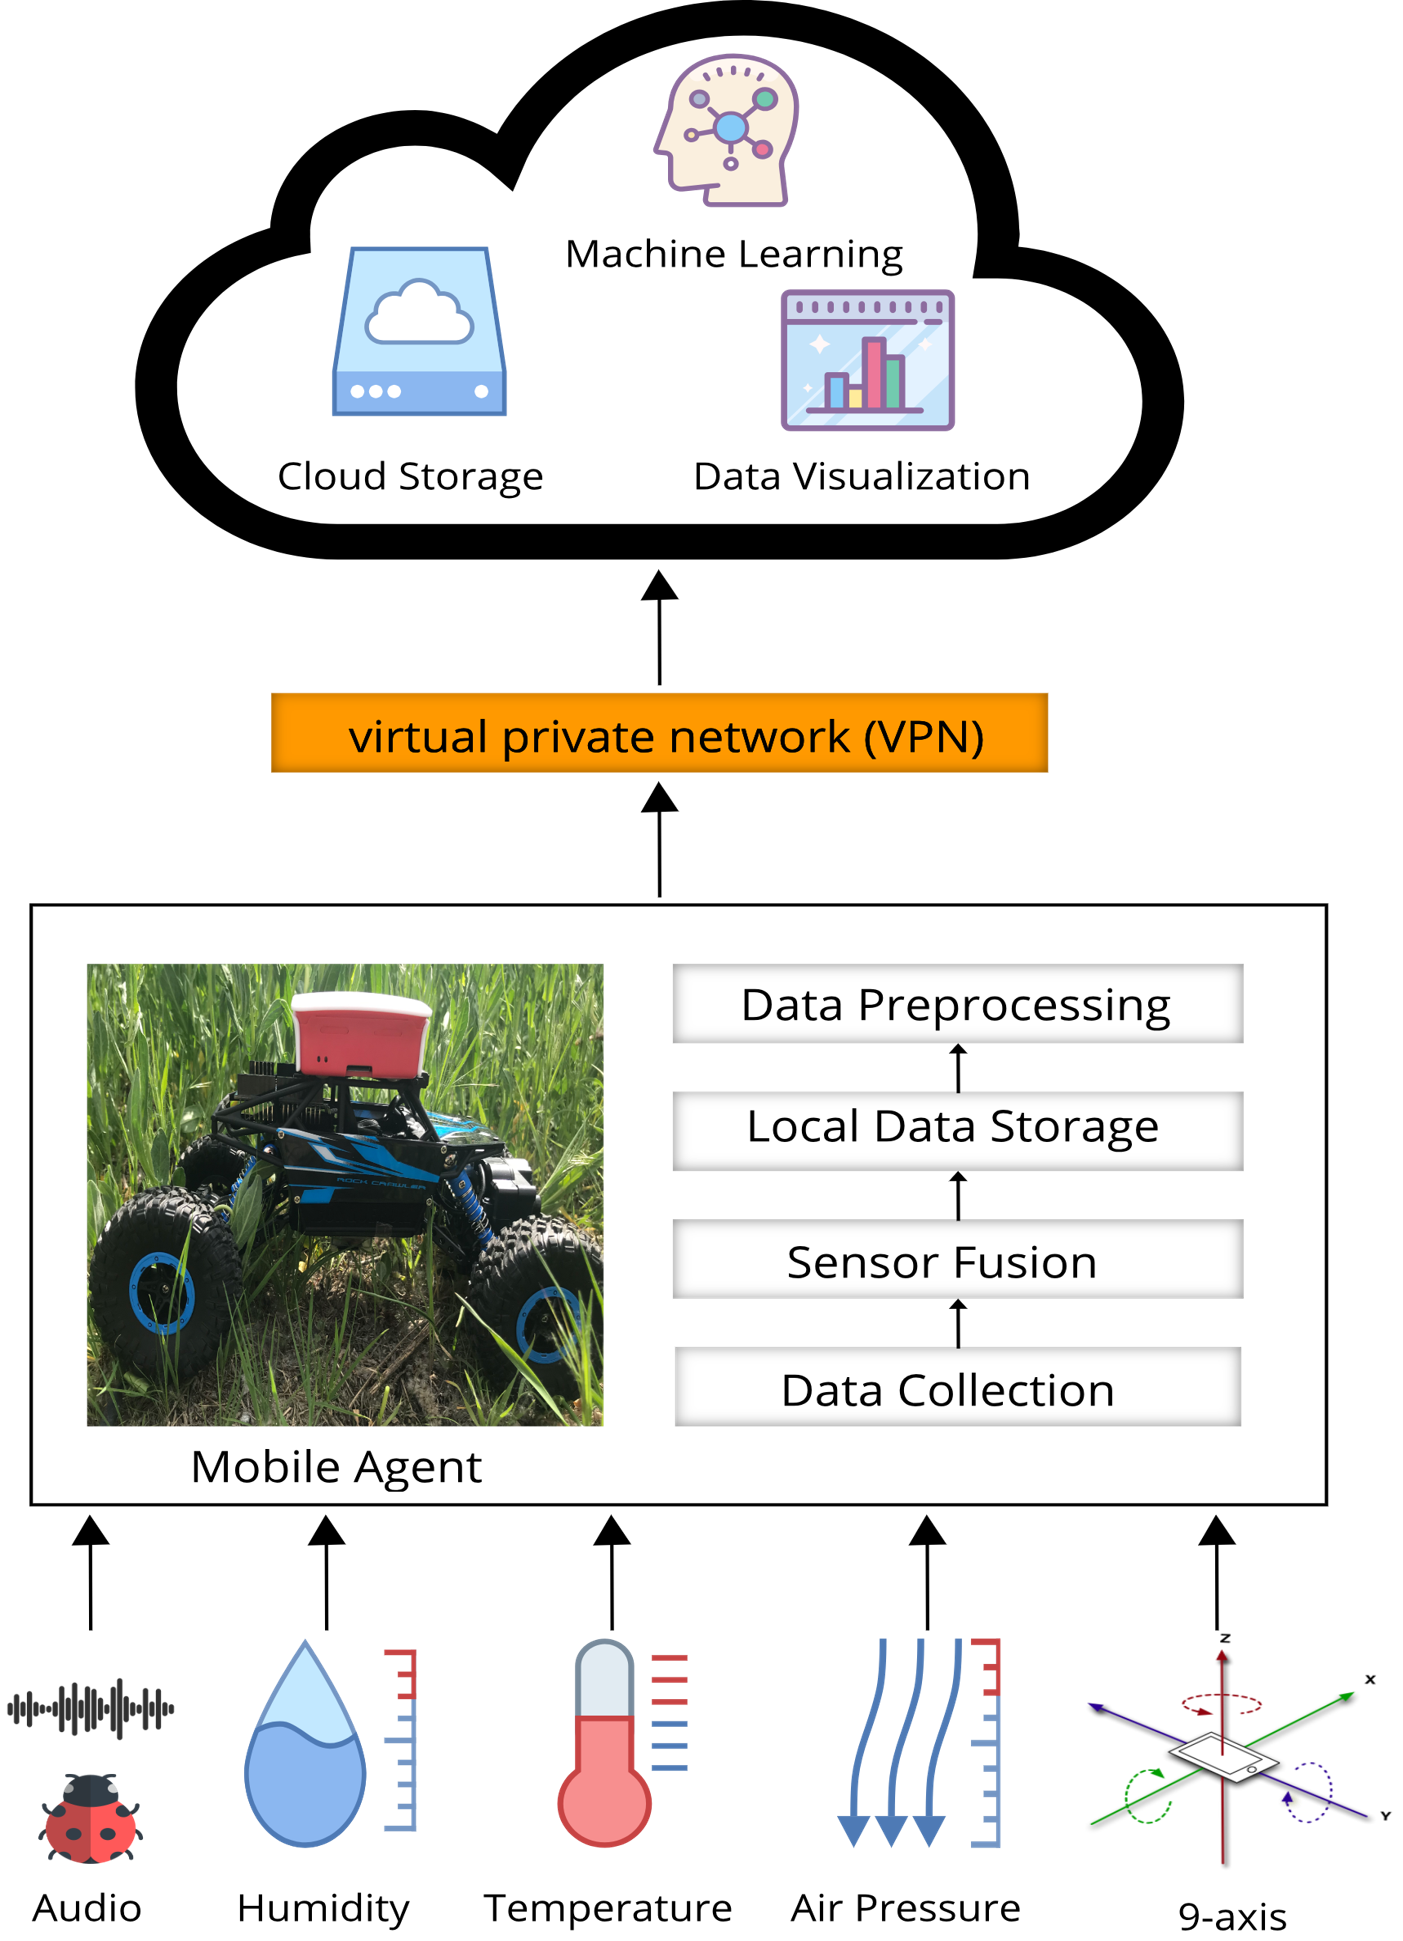 Machine Learning
Cloud Storage
Data Visualization
virtual private network (VPN)
Data Preprocessing
Local Data Storage
Sensor Fusion
Data Collection
ROCK CRAWLER
Mobile Agent
Z
X
Y
Audio
Humidity
Temperature
Air Pressure
9-axis